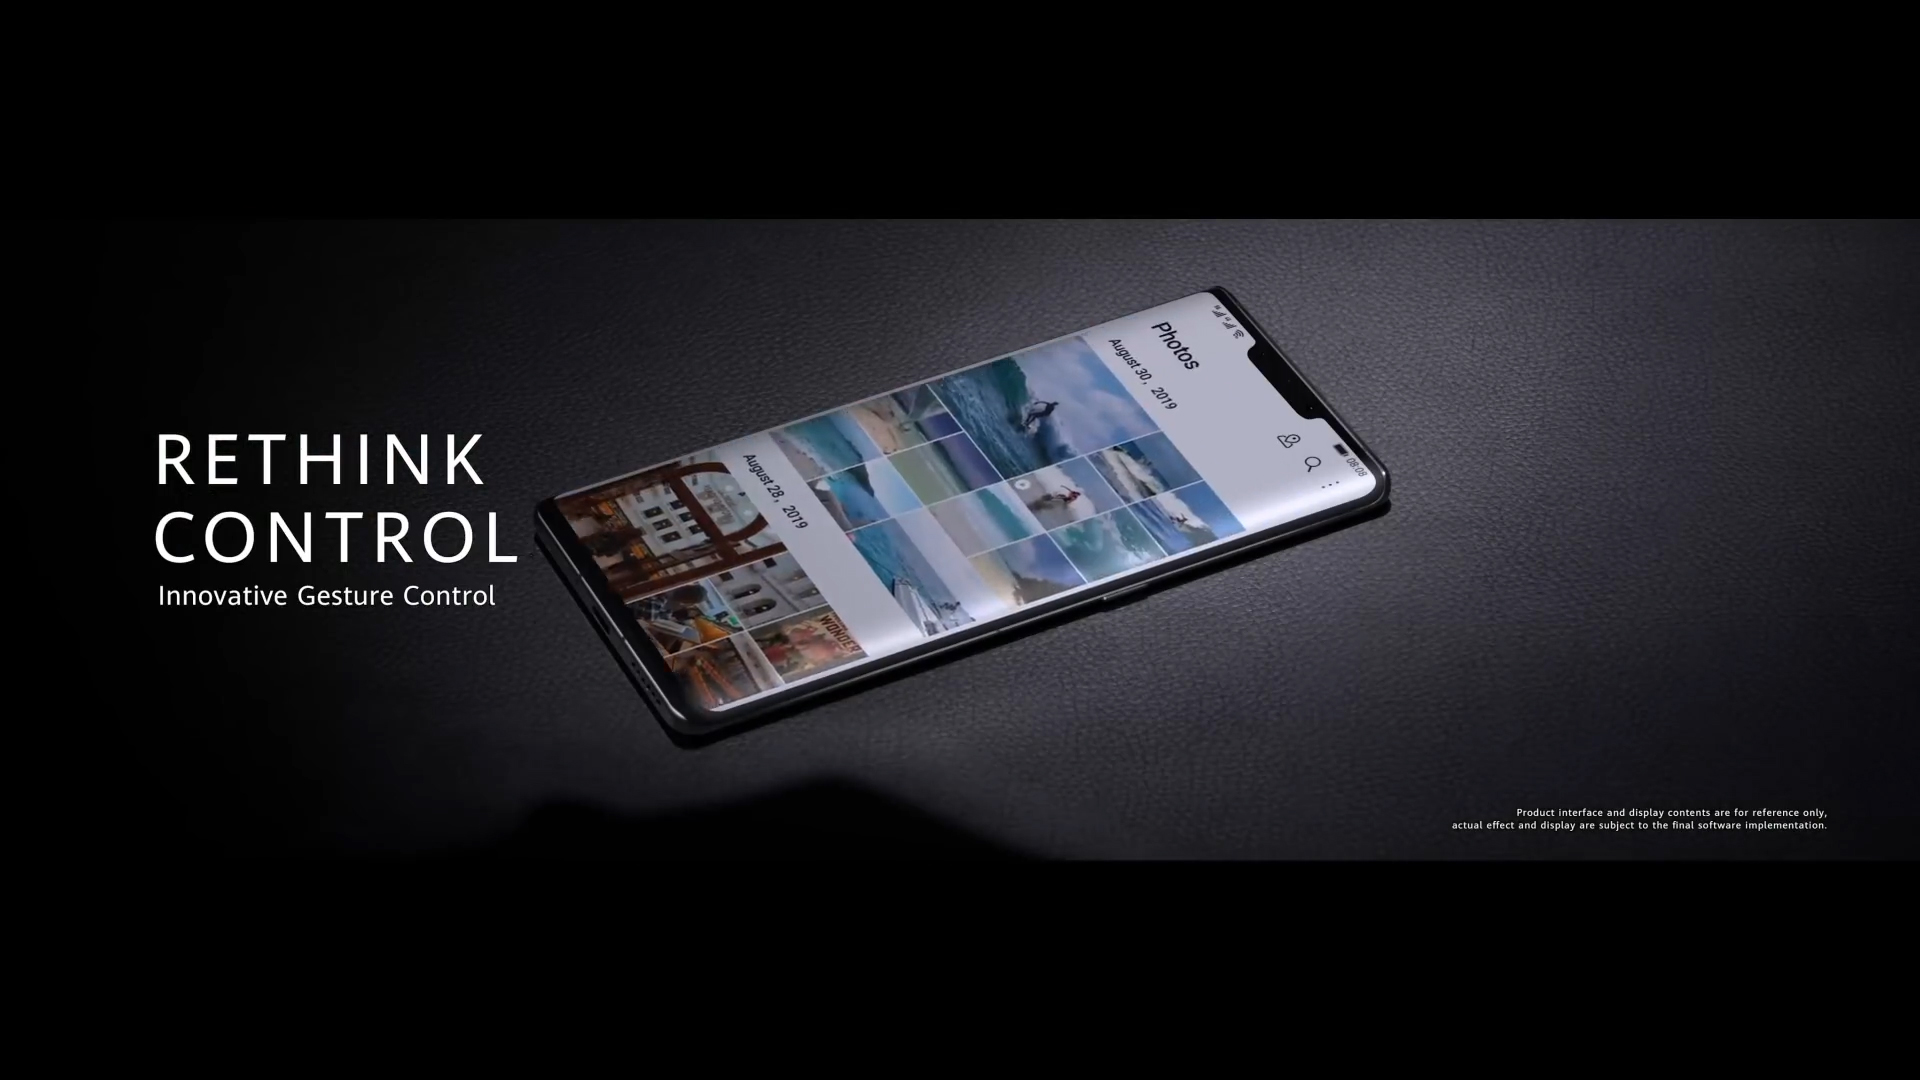 RETHINK
CONTROL
Innovative Gesture Control
Photos
August 30, 2019
08:08
August 28, 2019
WONDER
Product interface and display contents are for reference only,
actual effect and display are subject to the final software implementation.